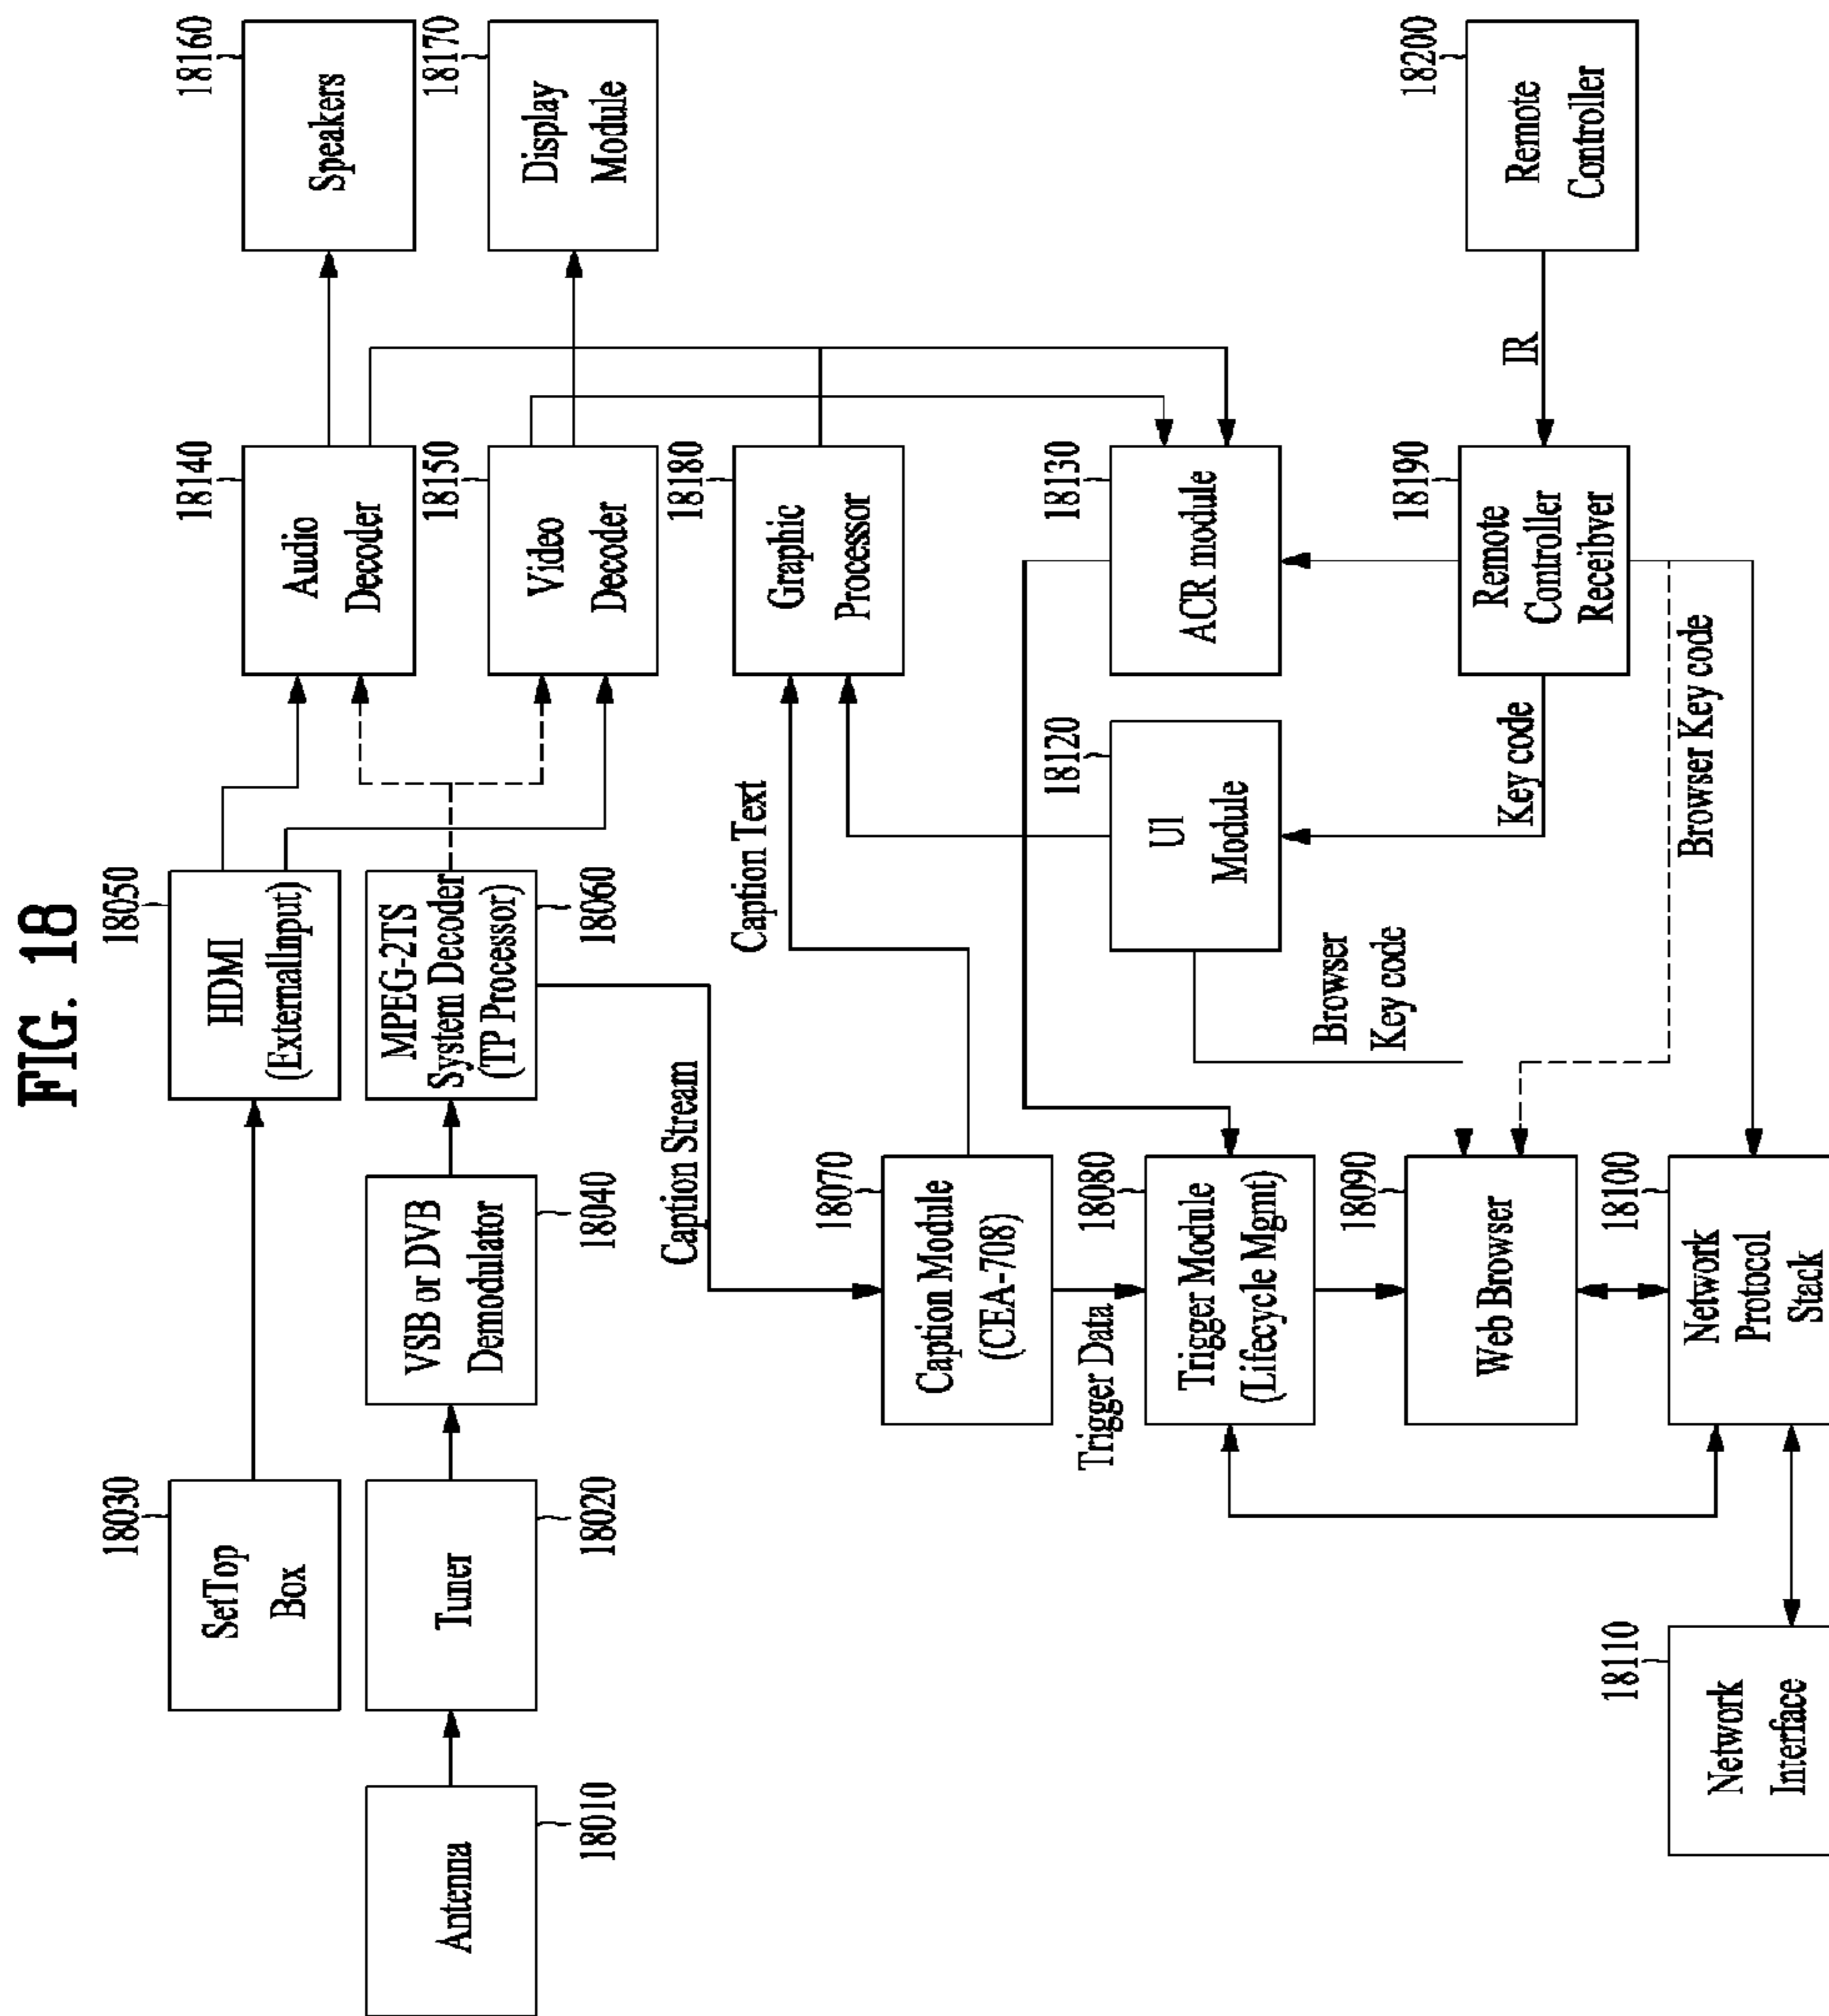 FIG. 18
18030
SetTop
Box
18050
HDMI
(ExternalInput)
18140
Audio
Decoder
18160
Speakers
Antenna
18010
Tuner
18020
VSB or DVB
Demodulator
18040
MPEG-2TS
System Decoder
(TP Processor)
18060
18150
Video
Decoder
18170
Display
Module
Caption Stream
Caption Text
18180
Graphic
Processor
18070
Caption Module
(CEA-708)
Trigger Data
18080
Trigger Module
(Lifecycle Mgmt)
18120
UI
Module
18130
ACR module
Browser
Key code
Key code
18090
Web Browser
18190
Remote
Controller
Receibver
IR
18200
Remote
Controller
Browser Key code
18110
Network
Interface
18100
Network
Protocol
Stack